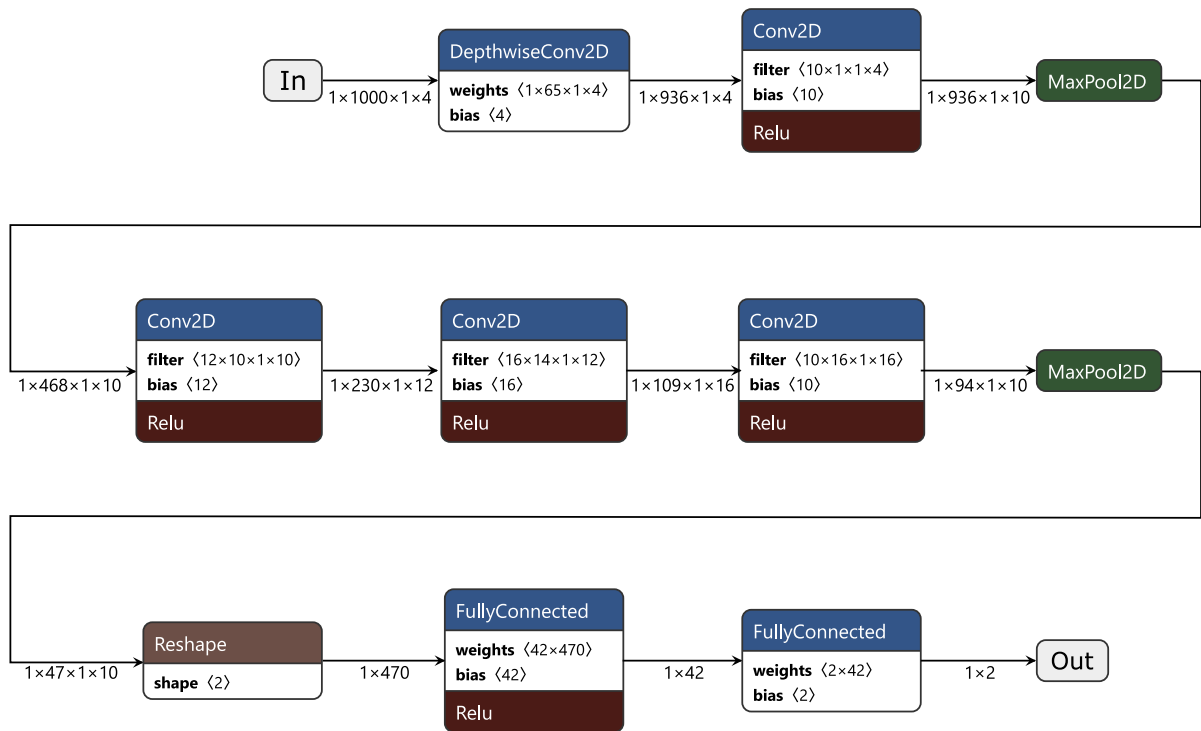 In
1×1000×1×4
DepthwiseConv2D
weights ⟨1×65×1×4⟩
bias ⟨4⟩
1×936×1×4
Conv2D
filter ⟨10×1×1×4⟩
bias ⟨10⟩
Relu
1×936×1×10
MaxPool2D
1×468×1×10
Conv2D
filter ⟨12×10×1×10⟩
bias ⟨12⟩
Relu
1×230×1×12
Conv2D
filter ⟨16×14×1×12⟩
bias ⟨16⟩
Relu
1×109×1×16
Conv2D
filter ⟨10×16×1×16⟩
bias ⟨10⟩
Relu
1×94×1×10
MaxPool2D
1×47×1×10
Reshape
shape ⟨2⟩
1×470
FullyConnected
weights ⟨42×470⟩
bias ⟨42⟩
Relu
1×42
FullyConnected
weights ⟨2×42⟩
bias ⟨2⟩
1×2
Out